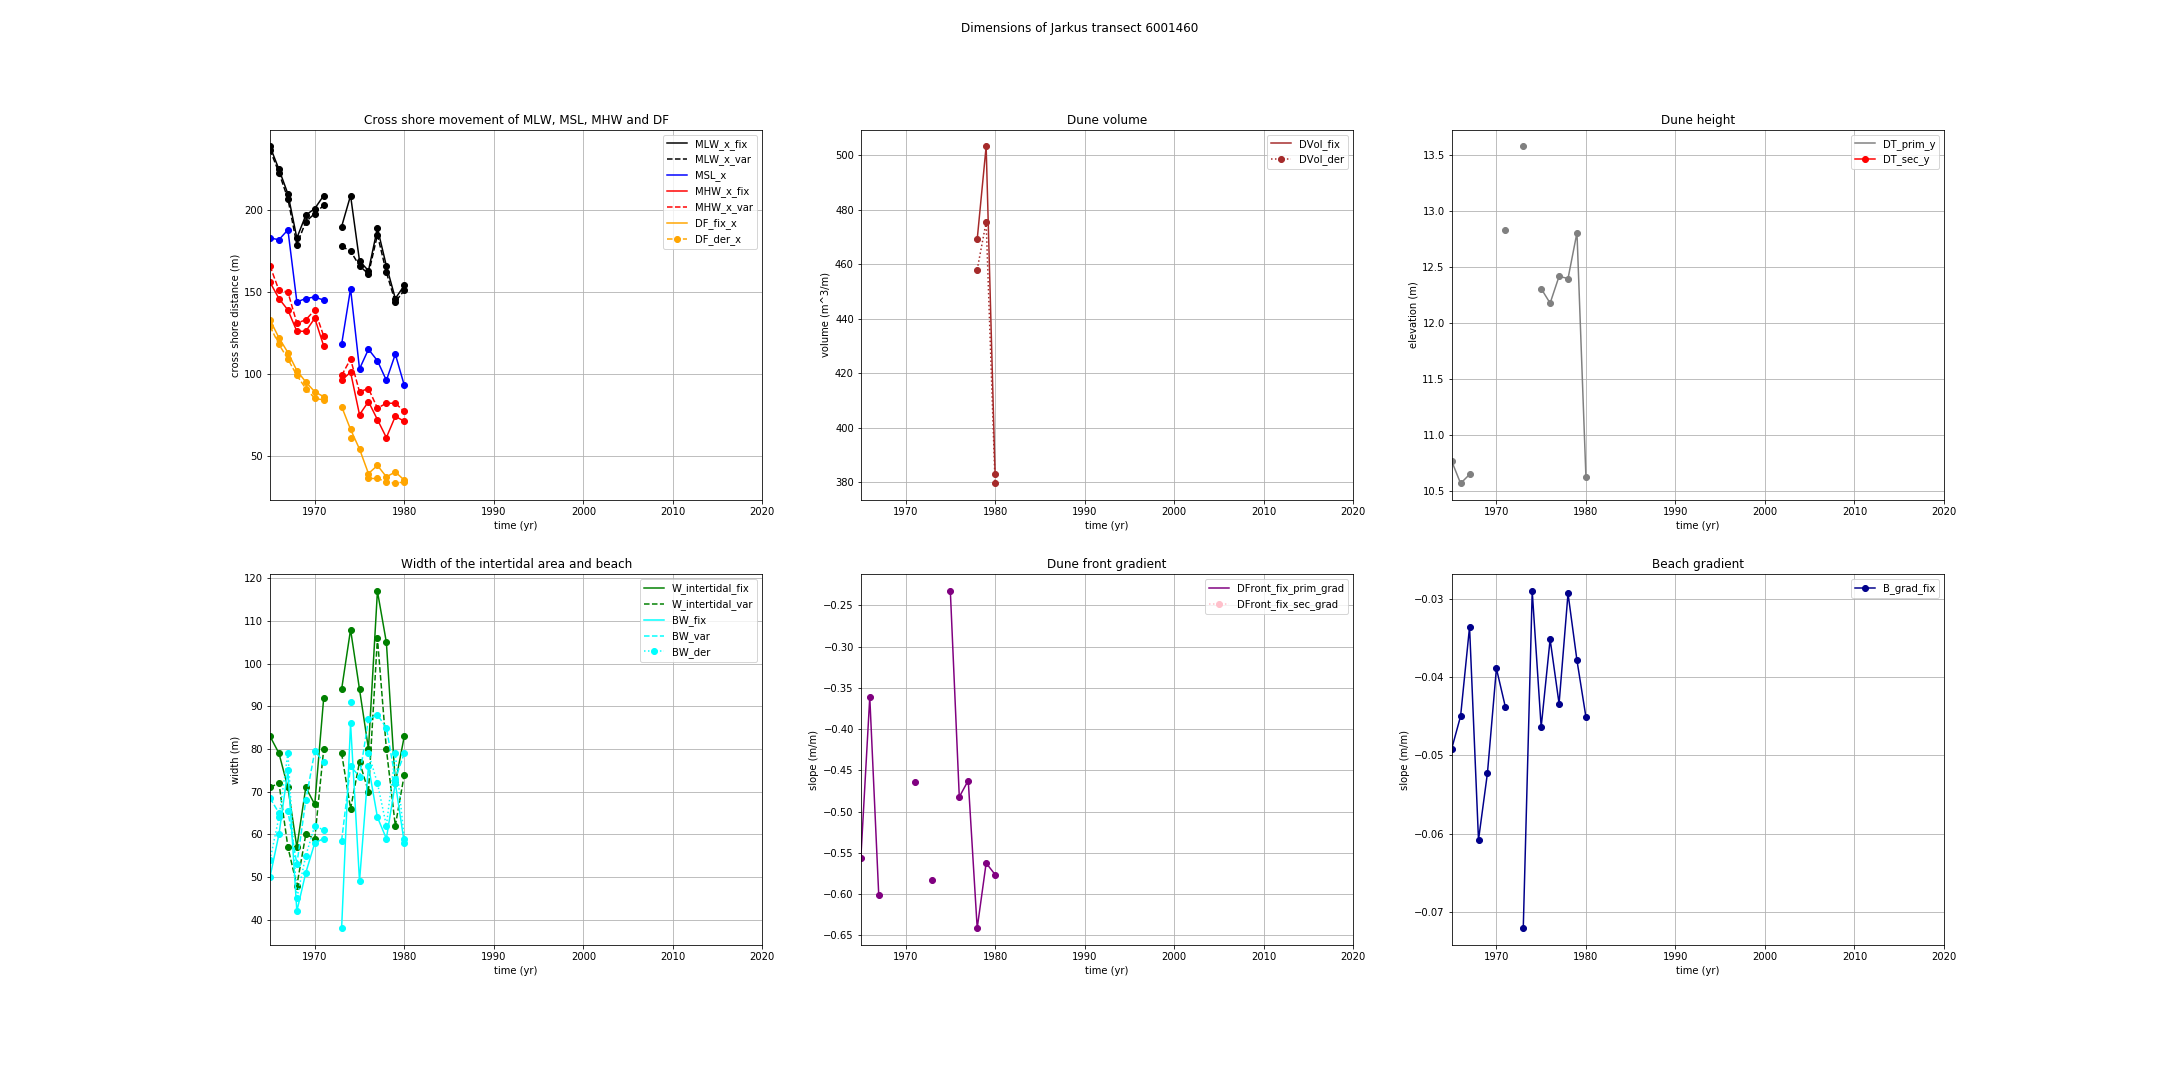 Dimensions of Jarkus transect 6001460
Cross shore movement of MLW, MSL, MHW and DF
cross shore distance (m)
200
150
100
50
MLW_x_fix
MLW_x_var
MSL_x
MHW_x_fix
MHW_x_var
DF_fix_x
DF_der_x
1970 1980 1990 2000 2010 2020
time (yr)
Dune volume
volume (m^3/m)
500
480
460
440
420
400
380
DVol_fix
DVol_der
1970 1980 1990 2000 2010 2020
time (yr)
Dune height
elevation (m)
13.5
13.0
12.5
12.0
11.5
11.0
10.5
DT_prim_y
DT_sec_y
1970 1980 1990 2000 2010 2020
time (yr)
Width of the intertidal area and beach
width (m)
120
110
100
90
80
70
60
50
40
W_intertidal_fix
W_intertidal_var
BW_fix
BW_var
BW_der
1970 1980 1990 2000 2010 2020
time (yr)
Dune front gradient
slope (m/m)
−0.25
−0.30
−0.35
−0.40
−0.45
−0.50
−0.55
−0.60
−0.65
DFront_fix_prim_grad
DFront_fix_sec_grad
1970 1980 1990 2000 2010 2020
time (yr)
Beach gradient
slope (m/m)
−0.03
−0.04
−0.05
−0.06
−0.07
B_grad_fix
1970 1980 1990 2000 2010 2020
time (yr)